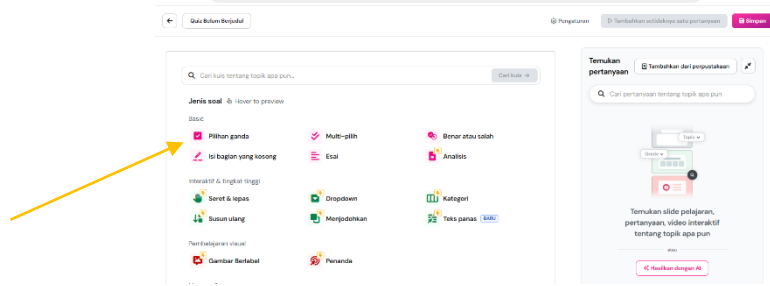 Quiz Belum Berjudul
Pengaturan
Tambahkan setidaknya satu pertanyaan
Simpan
Cari kuis tentang topik apa pun...
Cari kuis
Jenis soal Hover to preview
Basic
Pilihan ganda
Multi-pilih
Benar atau salah
Isi bagian yang kosong
Esai
Analisis
Interaktif & tingkat tinggi
Seret & lepas
Dropdown
Kategori
Susun ulang
Menjodohkan
Teks panas BARU
Pembelajaran visual
Gambar Berlabel
Penanda
Temukan
pertanyaan
Tambahkan dari perpustakaan
Cari pertanyaan tentang topik apa pun
Topic
Grade
Temukan slide pelajaran,
pertanyaan, video interaktif
tentang topik apa pun
atau
Hasilkan dengan AI